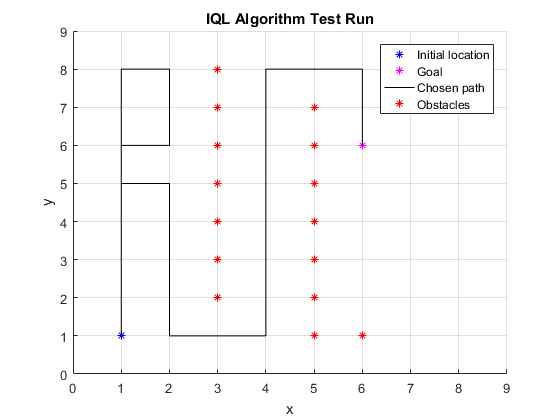 IQL Algorithm Test Run
Initial location
Goal
Chosen path
Obstacles
y
9
8
7
6
5
4
3
2
1
0
0 1 2 3 4 5 6 7 8 9
x